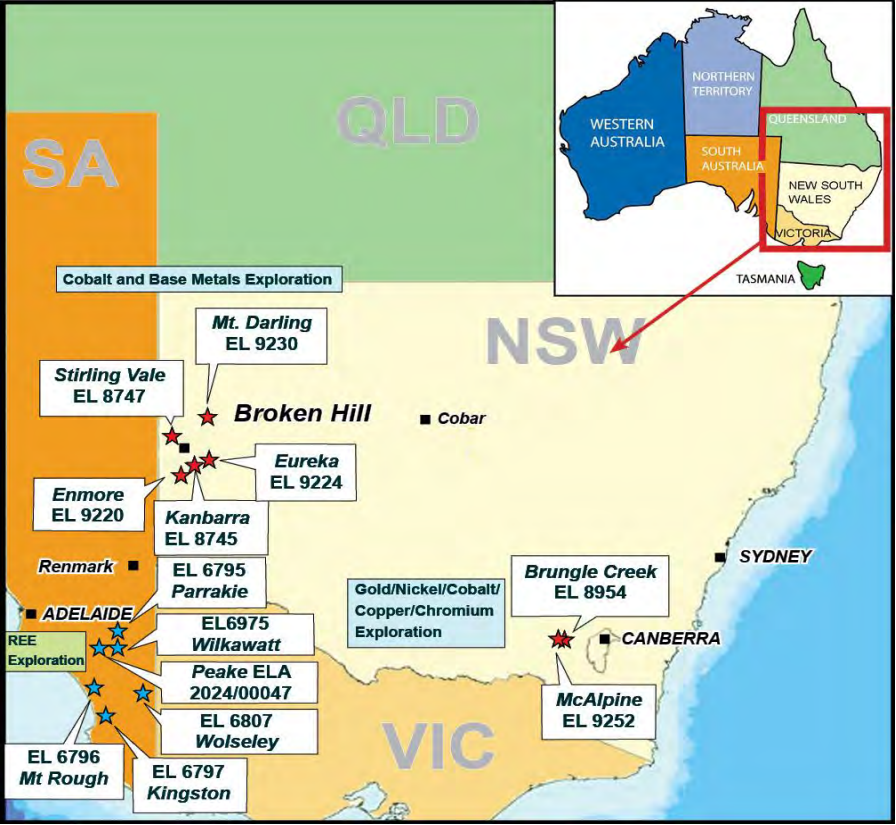 NORTHERN
TERRITORY
QUEENSLAND
WESTERN
AUSTRALIA
SOUTH
AUSTRALIA
NEW SOUTH
WALES
VICTORIA
TASMANIA
QLD
SA
Cobalt and Base Metals Exploration
NSW
Mt. Darling
EL 9230
Stirling Vale
EL 8747
Broken Hill
Cobar
Eureka
EL 9224
Enmore
EL 9220
Kanbarra
EL 8745
Renmark
EL 6795
Parrakie
SYDNEY
Brungle Creek
EL 8954
Gold/Nickel/Cobalt/
Copper/Chromium
Exploration
ADELAIDE
REE
Exploration
EL6975
Wilkawatt
CANBERRA
Peake ELA
2024/00047
McAlpine
EL 9252
EL 6807
Wolseley
VIC
EL 6796
Mt Rough
EL 6797
Kingston